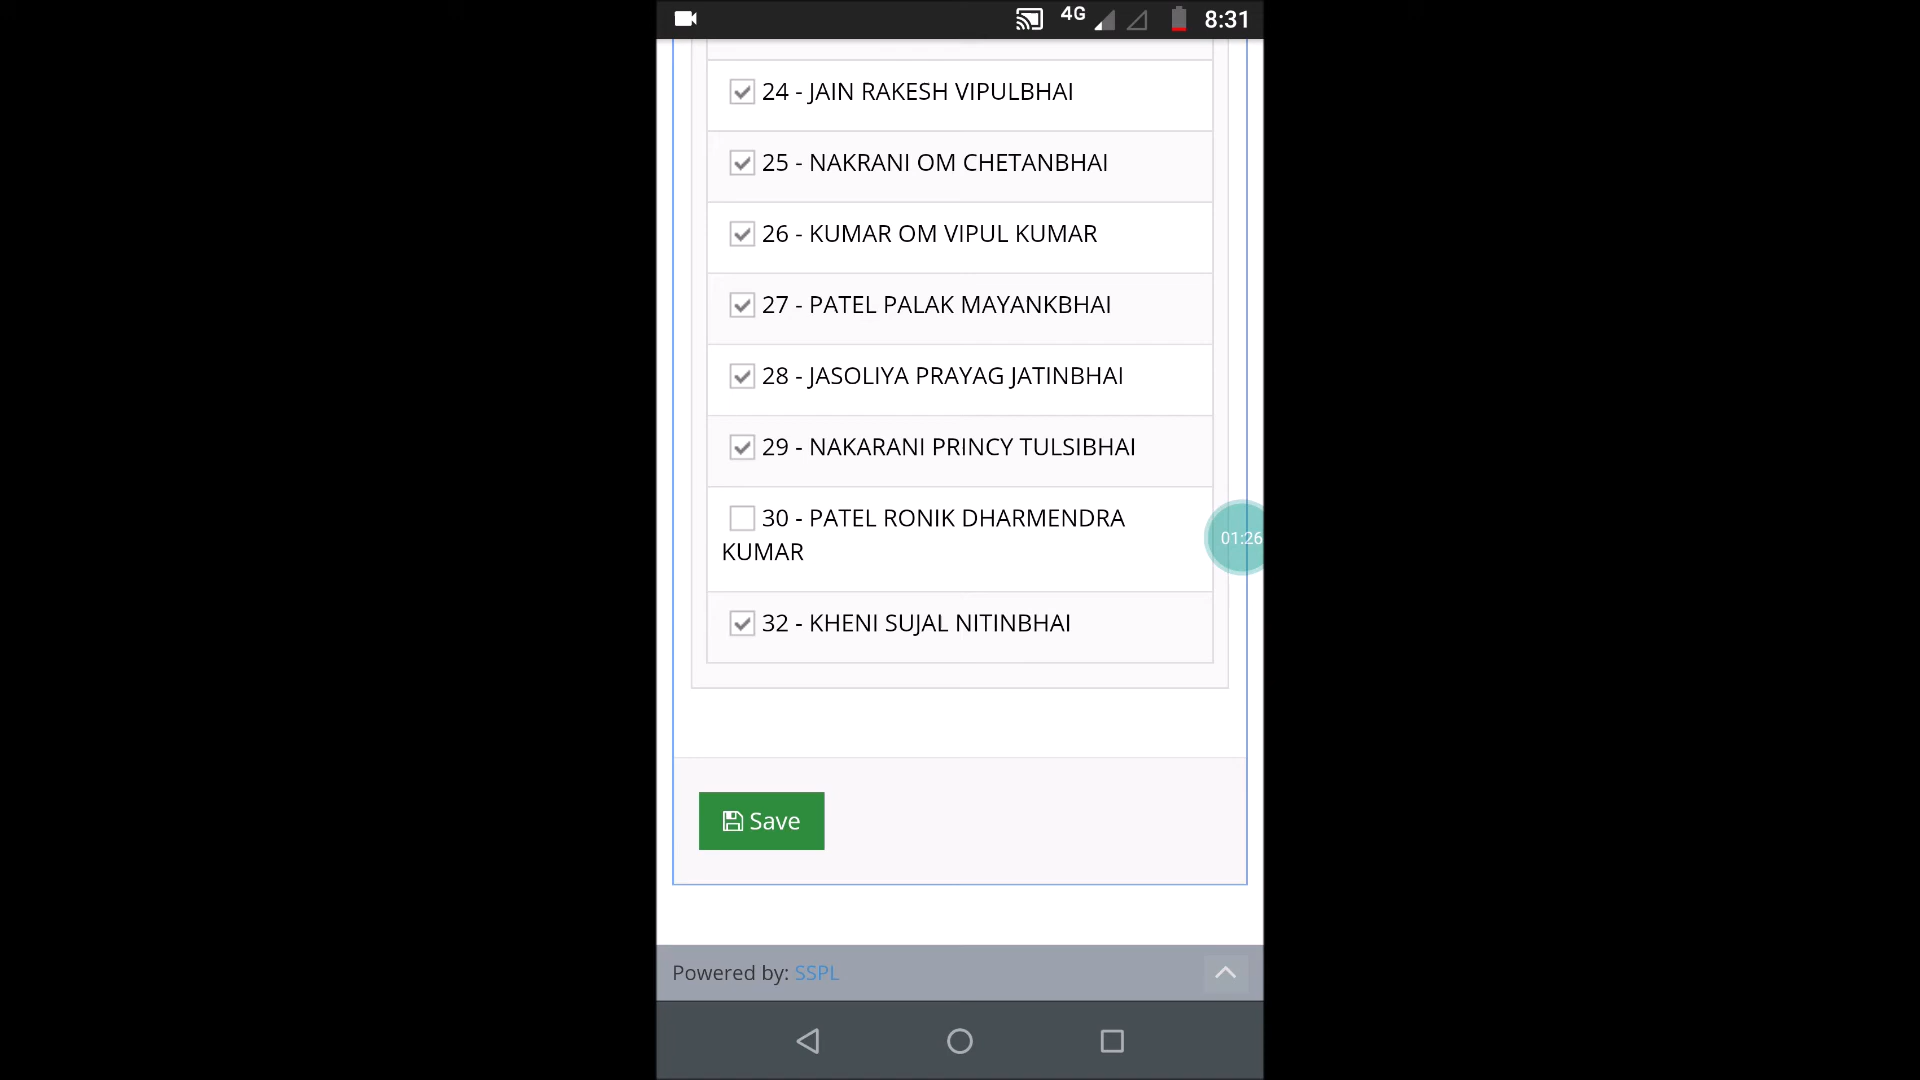 4G 8:31
24 - JAIN RAKESH VIPULBHAI
25 - NAKRANI OM CHETANBHAI
26 - KUMAR OM VIPUL KUMAR
27 - PATEL PALAK MAYANKBHAI
28 - JASOLIYA PRAYAG JATINBHAI
29 - NAKARANI PRINCY TULSIBHAI
30 - PATEL RONIK DHARMENDRA
KUMAR
01:26
32 - KHENI SUJAL NITINBHAI
Save
Powered by: SSPL